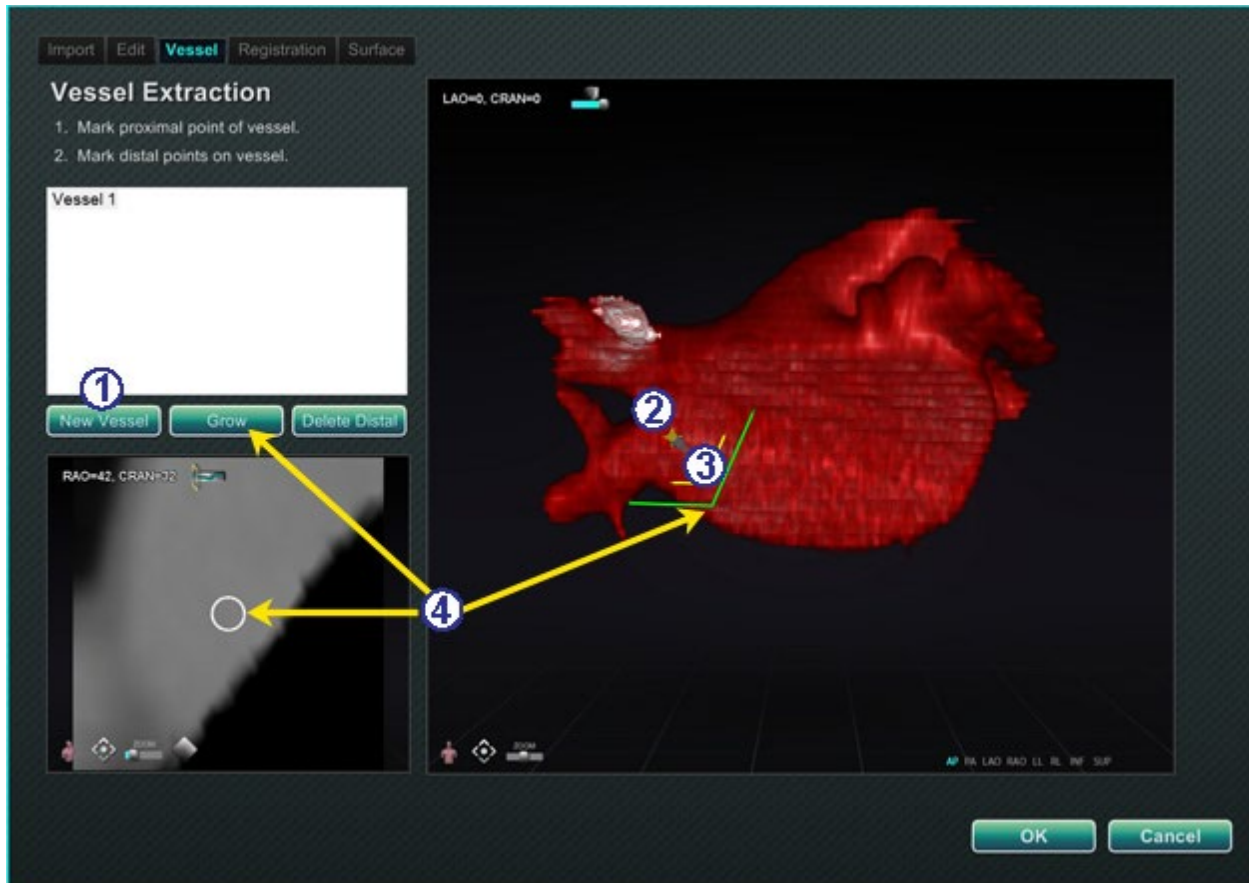 Import Edit Vessel Registration Surface
Vessel Extraction
1. Mark proximal point of vessel.
2. Mark distal points on vessel.
Vessel 1
1
New Vessel Grow Delete Distal
RAO=42, CRAN=32
ZOOM
LAO=0, CRAN=0
2
3
4
ZOOM
AP PA LAO RAO LL RL INF SUP
OK Cancel